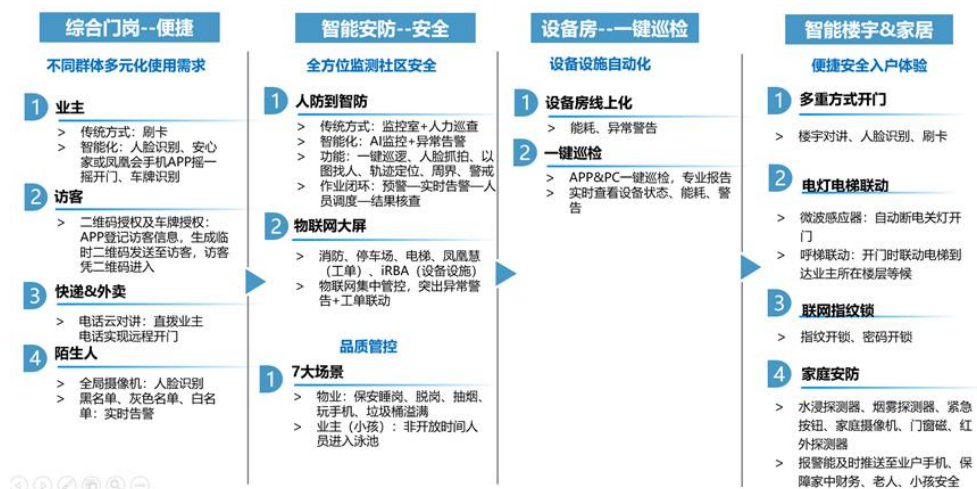 综合门岗--便捷
不同群体多元化使用需求
1 业主
> 传统方式：刷卡
> 智能化：人脸识别、安心
家或凤凰会手机APP摇一
摇开门、车牌识别
2 访客
> 二维码授权及车牌授权：
APP登记访客信息，生成临
时二维码发送至访客，访客
凭二维码进入
3 快递&外卖
> 电话云对讲：直拨业主
电话实现远程开门
4 陌生人
> 全局摄像机：人脸识别
> 黑名单、灰色名单、白名
单：实时告警
智能安防--安全
全方位监测社区安全
1 人防到智防
> 传统方式：监控室+人力巡查
> 智能化：AI监控+异常告警
> 功能：一键巡逻、人脸抓拍、以
图找人、轨迹定位、周界、警戒
> 作业闭环：预警—实时告警—人
员调度—结果核查
2 物联网大屏
> 消防、停车场、电梯、凤凰慧
（工单）、iRBA（设备设施）
> 物联网集中管控，突出异常警
告+工单联动
品质管控
1 7大场景
> 物业：保安睡岗、脱岗、抽烟、
玩手机、垃圾桶溢满
> 业主（小孩）：非开放时间人
员进入泳池
设备房--一键巡检
设备设施自动化
1 设备房线上化
> 能耗、异常警告
2 一键巡检
> APP&PC一键巡检，专业报告
> 实时查看设备状态、能耗、警
告
智能楼宇&家居
便捷安全入户体验
1 多重方式开门
> 楼宇对讲、人脸识别、刷卡
2 电灯电梯联动
> 微波感应器：自动断电关灯开
门
> 呼梯联动：开门时联动电梯到
达业主所在楼层等候
3 联网指纹锁
> 指纹开锁、密码开锁
4 家庭安防
> 水浸探测器、烟雾探测器、紧急
按钮、家庭摄像机、门窗磁、红
外探测器
> 报警能及时推送至业户手机、保
障家中财务、老人、小孩安全